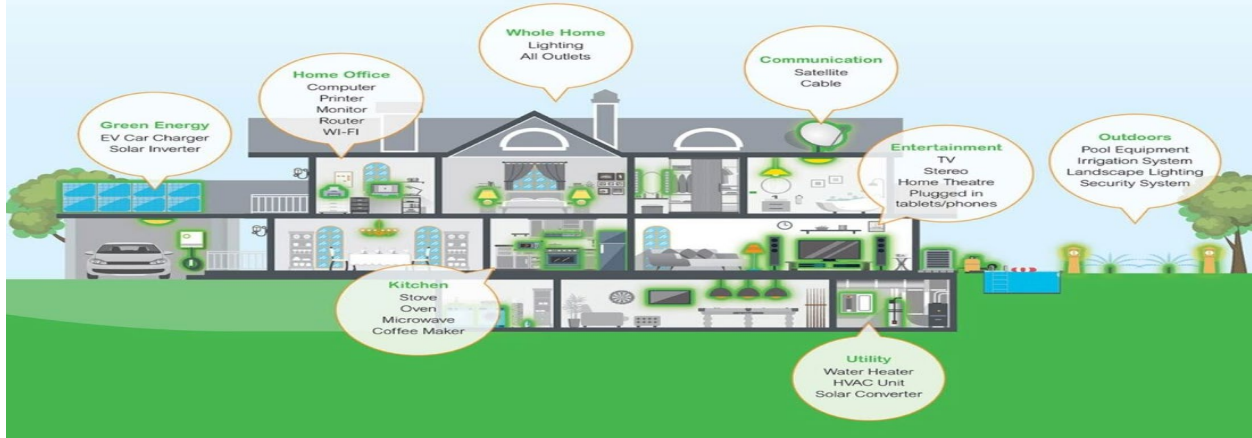 Whole Home
Lighting
All Outlets
Communication
Satellite
Cable
Home Office
Computer
Printer
Monitor
Router
WI-FI
Green Energy
EV Car Charger
Solar Inverter
Entertainment
TV
Stereo
Home Theatre
Plugged in
tablets/phones
Outdoors
Pool Equipment
Irrigation System
Landscape Lighting
Security System
Kitchen
Stove
Oven
Microwave
Coffee Maker
Utility
Water Heater
HVAC Unit
Solar Converter